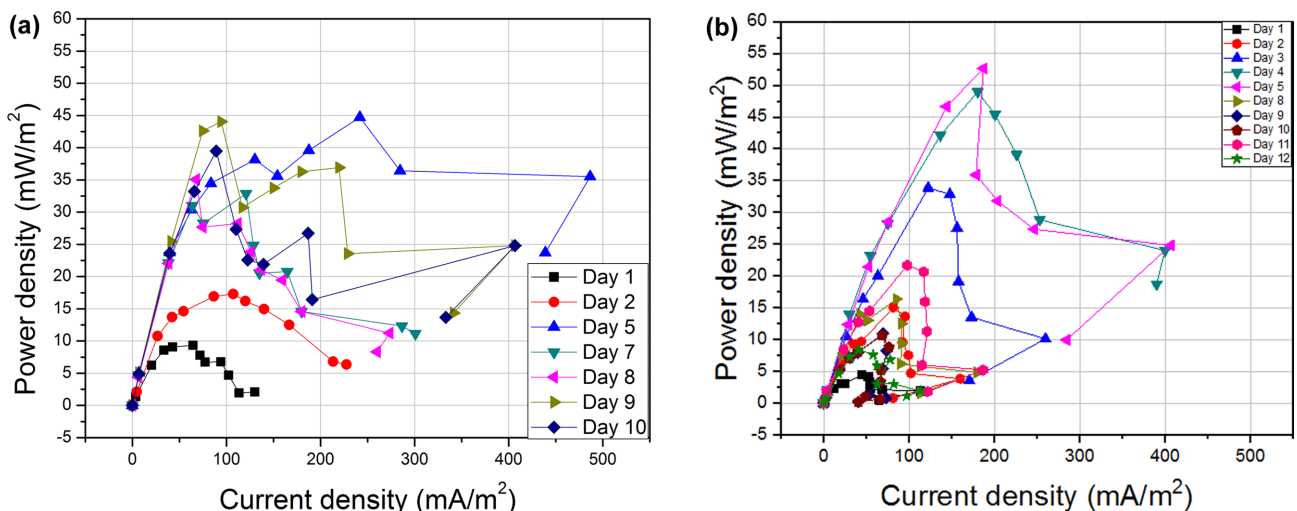 (a)
60
55
50
45
40
35
30
25
20
15
10
5
0
-5
Power density (mW/m²)
0 100 200 300 400 500
Current density (mA/m²)
Day 1
Day 2
Day 5
Day 7
Day 8
Day 9
Day 10
(b)
60
55
50
45
40
35
30
25
20
15
10
5
0
-5
Power density (mW/m²)
0 100 200 300 400 500
Current density (mA/m²)
Day 1
Day 2
Day 3
Day 4
Day 5
Day 8
Day 9
Day 10
Day 11
Day 12